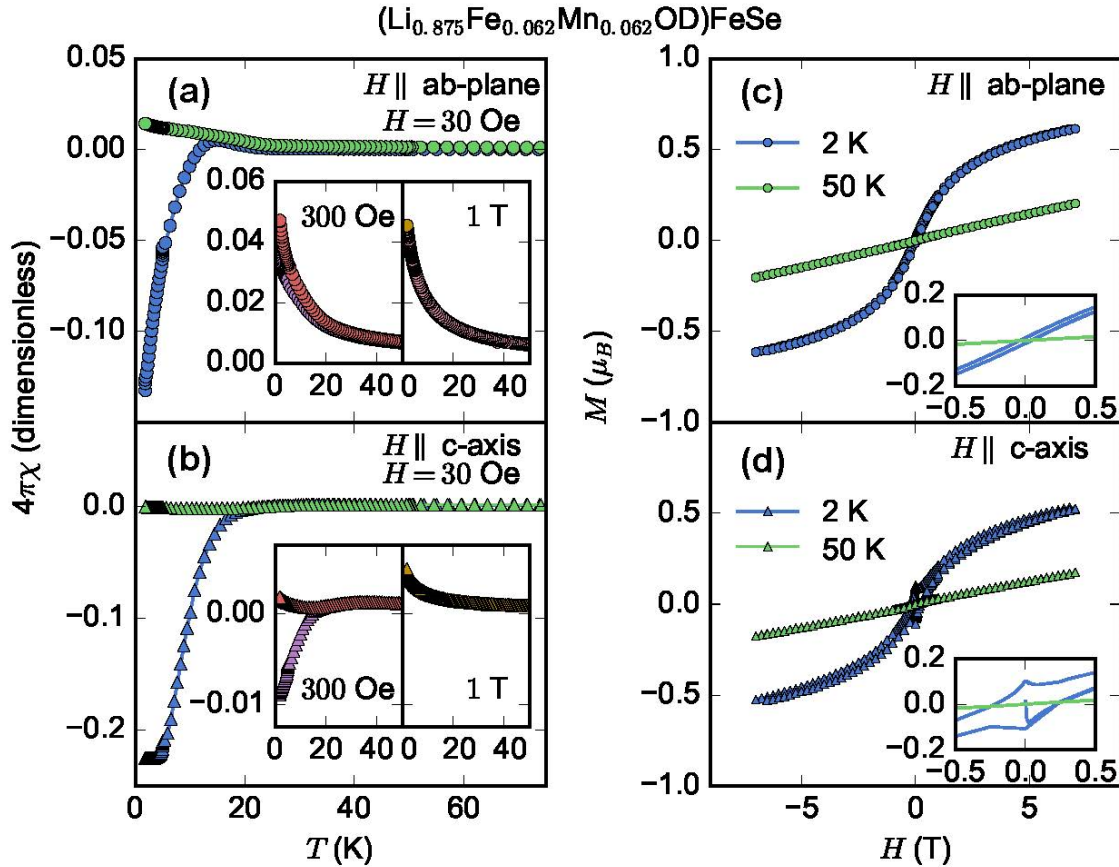 (Li0.875Fe0.062Mn0.062OD)FeSe
4πχ (dimensionless)
(a)
H ∥ ab-plane
H = 30 Oe
0.05
0.00
−0.05
−0.10
0.06
0.04
0.02
0.00
300 Oe
1 T
0 20 40 0 20 40
(b)
H ∥ c-axis
H = 30 Oe
0.0
−0.1
−0.2
0.00
−0.01
0 20 40 0 20 40
300 Oe
1 T
0 20 40 60
T (K)
M (μB)
(c)
H ∥ ab-plane
2 K
50 K
1.0
0.5
0.0
−0.5
−1.0
0.2
0.0
−0.2
−0.5 0.0 0.5
(d)
H ∥ c-axis
2 K
50 K
0.5
0.0
−0.5
−1.0
0.2
0.0
−0.2
−0.5 0.0 0.5
−5 0 5
H (T)